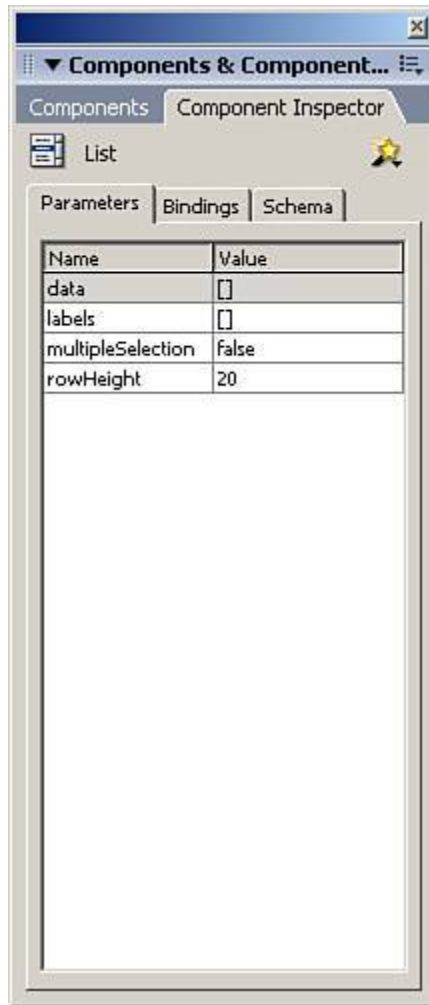 Components & Component...
Components Component Inspector
List
Parameters Bindings Schema
Name Value
data []
labels []
multipleSelection false
rowHeight 20